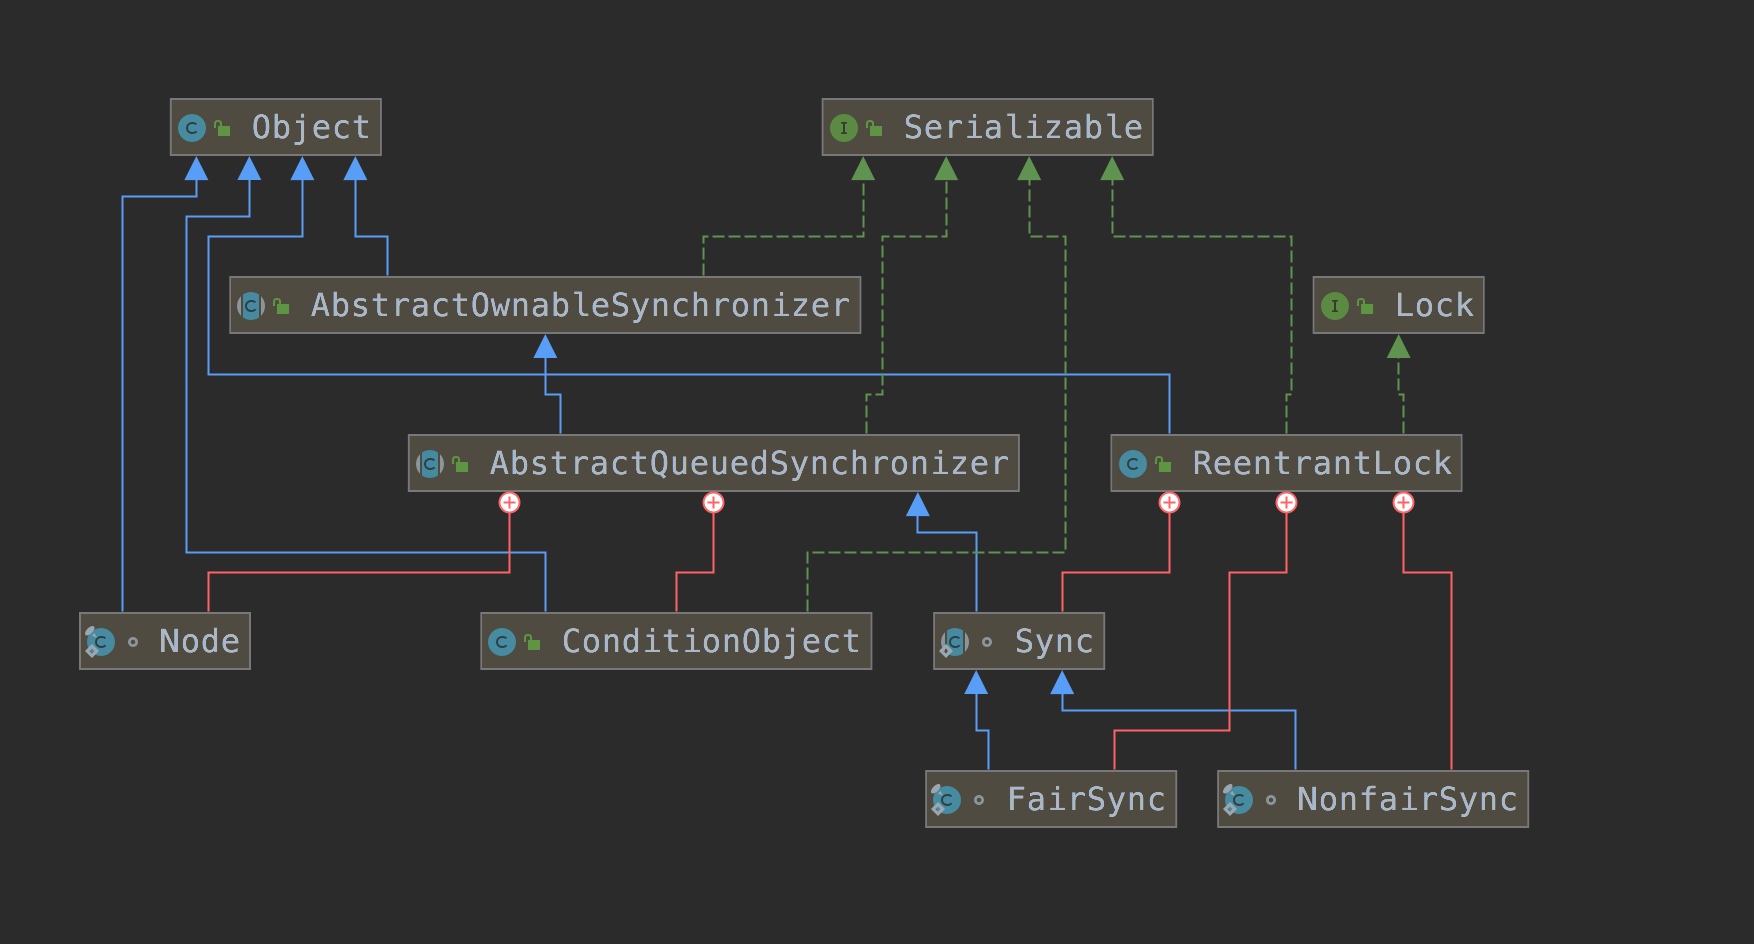 Object
Serializable
AbstractOwnableSynchronizer
Lock
AbstractQueuedSynchronizer
ReentrantLock
Node
ConditionObject
Sync
FairSync
NonfairSync